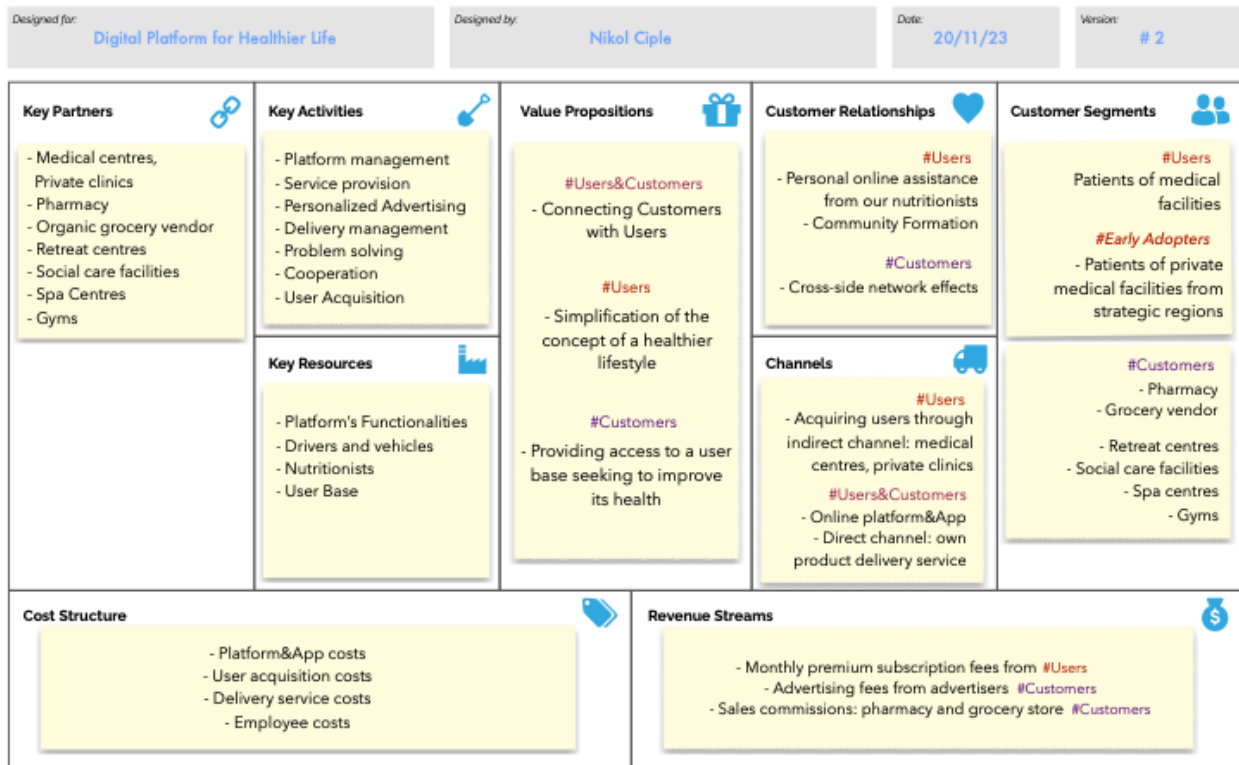 Designed for:
Digital Platform for Healthier Life
Designed by:
Nikol Ciple
Date:
20/11/23
Version:
# 2
Key Partners
- Medical centres,
Private clinics
- Pharmacy
- Organic grocery vendor
- Retreat centres
- Social care facilities
- Spa Centres
- Gyms
Key Activities
- Platform management
- Service provision
- Personalized Advertising
- Delivery management
- Problem solving
- Cooperation
- User Acquisition
Key Resources
- Platform's Functionalities
- Drivers and vehicles
- Nutritionists
- User Base
Value Propositions
#Users&Customers
- Connecting Customers
with Users
#Users
- Simplification of the
concept of a healthier
lifestyle
#Customers
- Providing access to a user
base seeking to improve
its health
Customer Relationships
#Users
- Personal online assistance
from our nutritionists
- Community Formation
#Customers
- Cross-side network effects
Channels
#Users
- Acquiring users through
indirect channel: medical
centres, private clinics
#Users&Customers
- Online platform&App
- Direct channel: own
product delivery service
Customer Segments
#Users
Patients of medical
facilities
#Early Adopters
- Patients of private
medical facilities from
strategic regions
#Customers
- Pharmacy
- Grocery vendor
- Retreat centres
- Social care facilities
- Spa centres
- Gyms
Cost Structure
- Platform&App costs
- User acquisition costs
- Delivery service costs
- Employee costs
Revenue Streams
$
- Monthly premium subscription fees from #Users
- Advertising fees from advertisers #Customers
- Sales commissions: pharmacy and grocery store #Customers